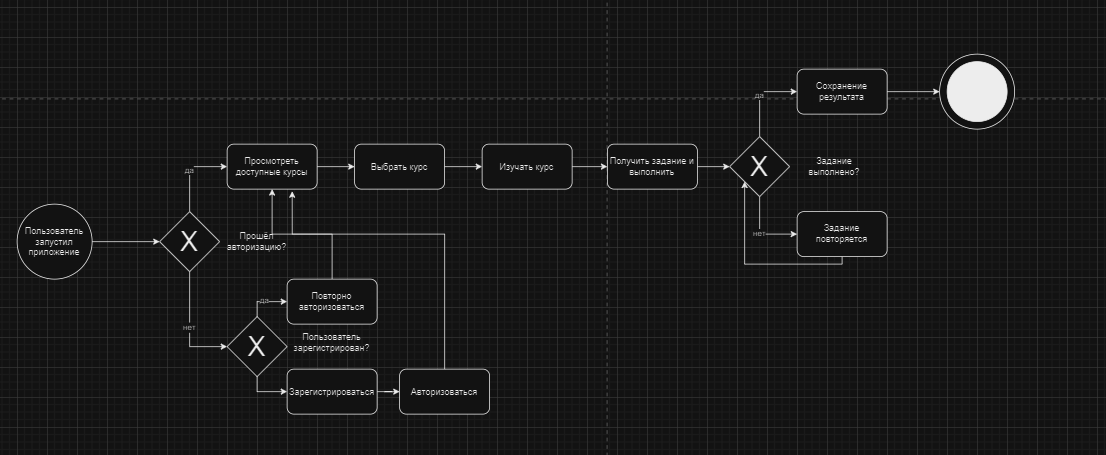 Сохранение
результата
да
Просмотреть
доступные курсы
Выбрать курс
Изучать курс
Получить задание и
выполнить
X
Задание
выполнено?
да
Пользователь
запустил
приложение
X
Прошёл
авторизацию?
нет
Задание
повторяется
Повторно
авторизоваться
да
нет
X
Пользователь
зарегистрирован?
Зарегистрироваться
Авторизоваться